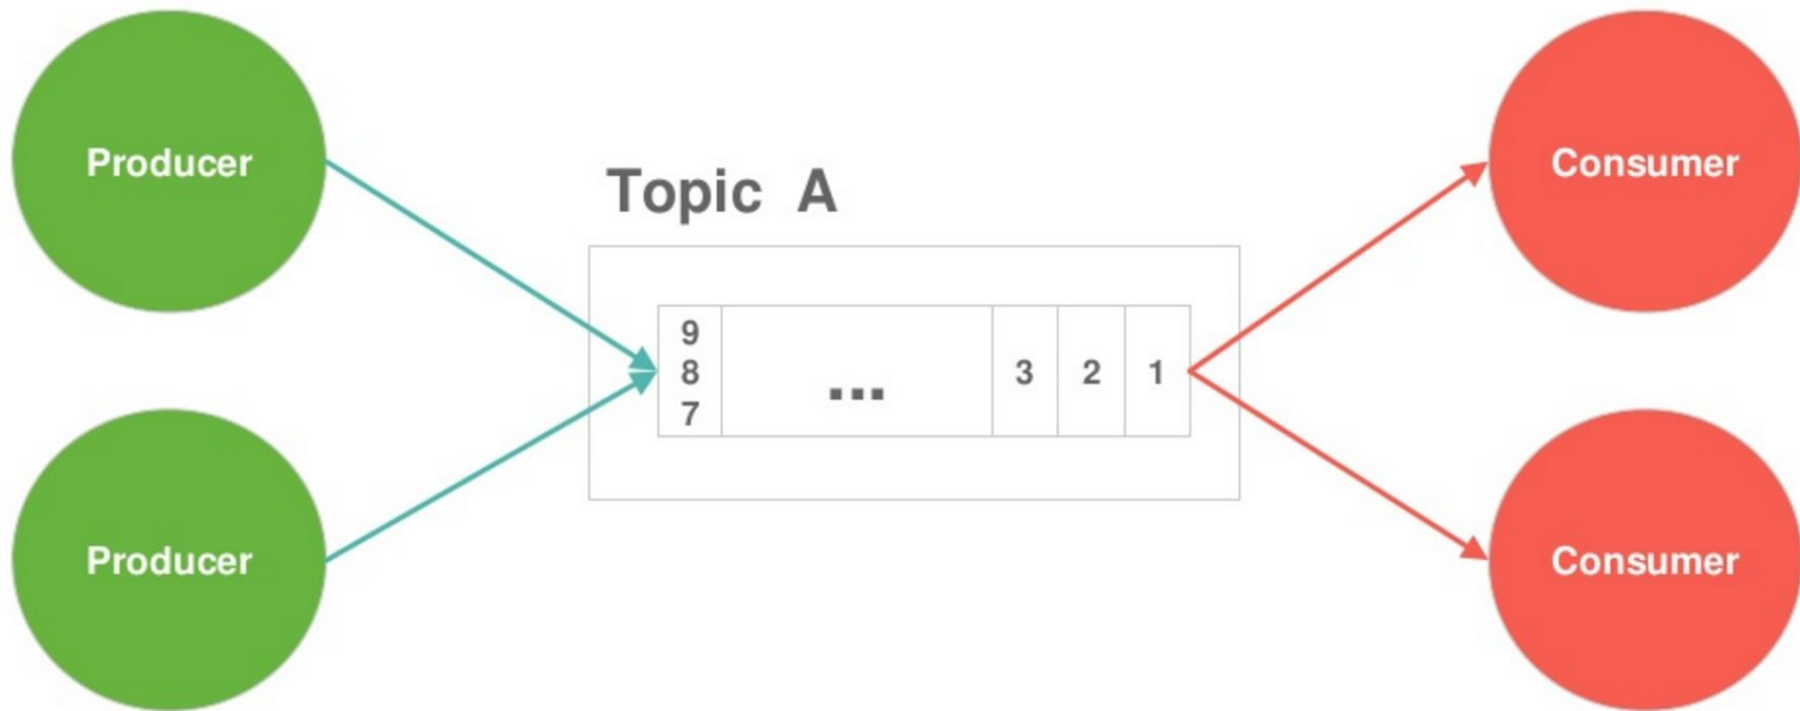 Producer
Consumer
Topic A
9
8
7
...
3
2
1
Producer
Consumer